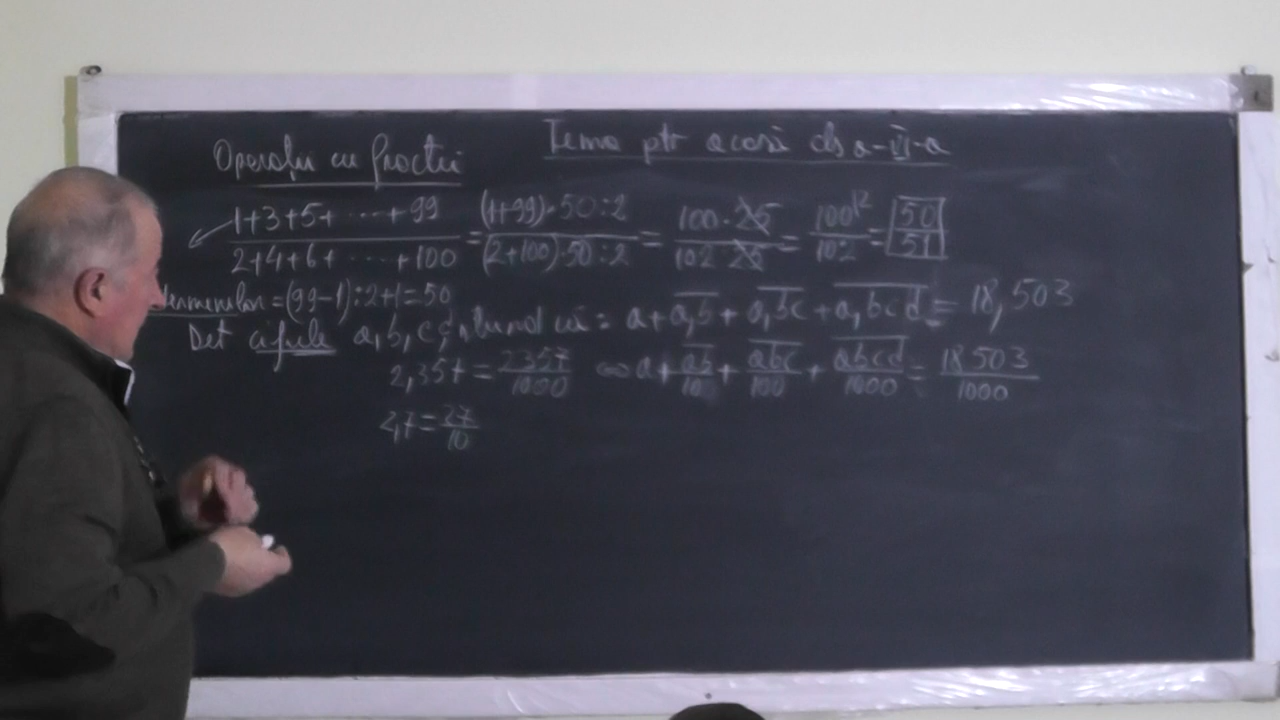 Operații cu fracții
Tema ptr acasă cls a-VI-a
1+3+5+ ····+99 / 2+4+6+ ····+100 = (1+99)·50:2 / (2+100)·50:2 = 100·25 / 102·25 = 100|2 / 102 = 50 / 51
termenilor=(99-1):2+1=50
Det cifrele a,b,c,d, că: a+a,b+a,bc+a,bcd=18,503
2,357=2357/1000 a+ab/10+abc/100+abcd/1000=18503/1000
2,7=27/10